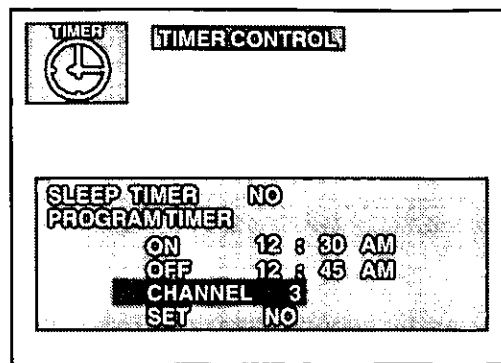 TIMER
TIMER CONTROL
SLEEP TIMER NO
PROGRAM TIMER
ON 12 : 30 AM
OFF 12 : 45 AM
CHANNEL 3
SET NO